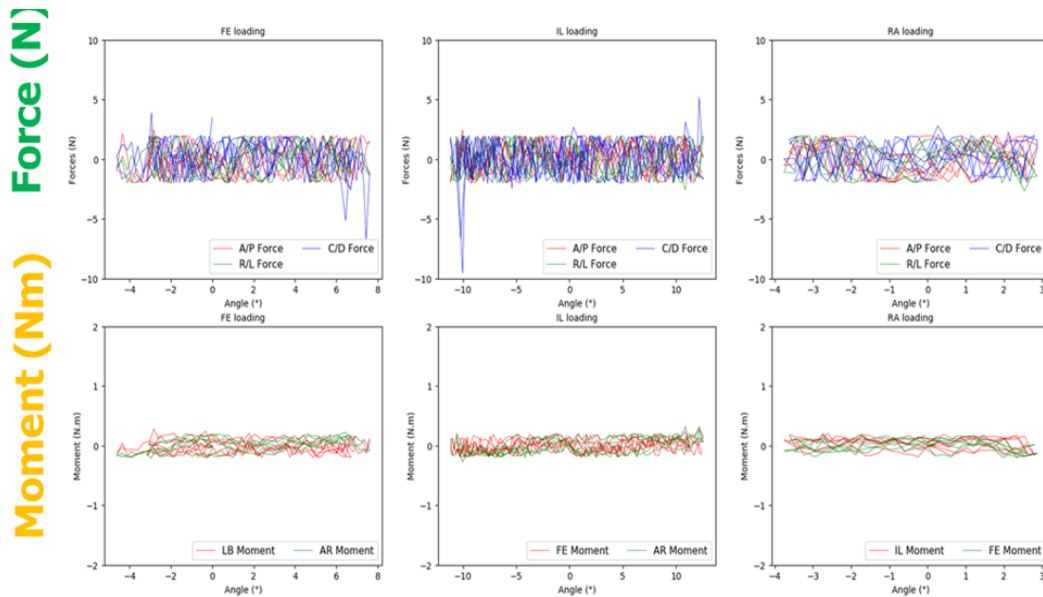 Force (N)
FE loading
10
5
0
−5
−10
Forces (N)
A/P Force
C/D Force
R/L Force
−4
−2
0
2
4
6
8
Angle (°)
IL loading
10
5
0
−5
−10
Forces (N)
A/P Force
C/D Force
R/L Force
−10
−5
0
5
10
Angle (°)
RA loading
10
5
0
−5
−10
Forces (N)
A/P Force
C/D Force
R/L Force
−4
−3
−2
−1
0
1
2
3
Angle (°)
Moment (Nm)
FE loading
2
1
0
−1
−2
Moment (N.m)
LB Moment
AR Moment
−4
−2
0
2
4
6
8
Angle (°)
IL loading
2
1
0
−1
−2
Moment (N.m)
FE Moment
AR Moment
−10
−5
0
5
10
Angle (°)
RA loading
2
1
0
−1
−2
Moment (N.m)
IL Moment
FE Moment
−4
−3
−2
−1
0
1
2
3
Angle (°)